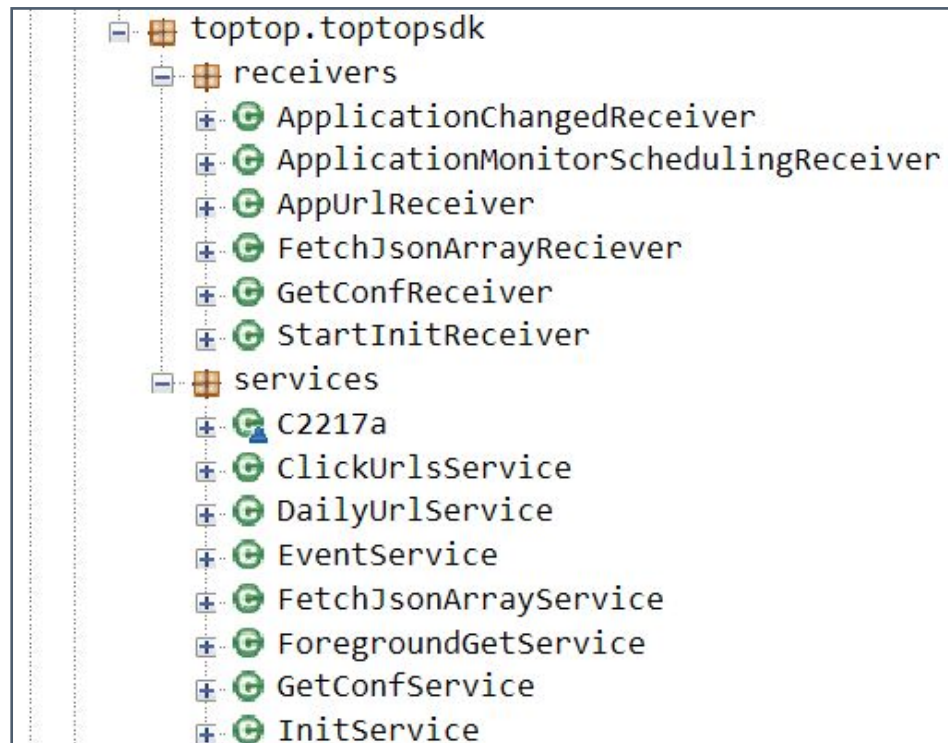 toptop.toptopsdk
receivers
ApplicationChangedReceiver
ApplicationMonitorSchedulingReceiver
AppUrlReceiver
FetchJsonArrayReciever
GetConfReceiver
StartInitReceiver
services
C2217a
ClickUrlsService
DailyUrlService
EventService
FetchJsonArrayService
ForegroundGetService
GetConfService
InitService